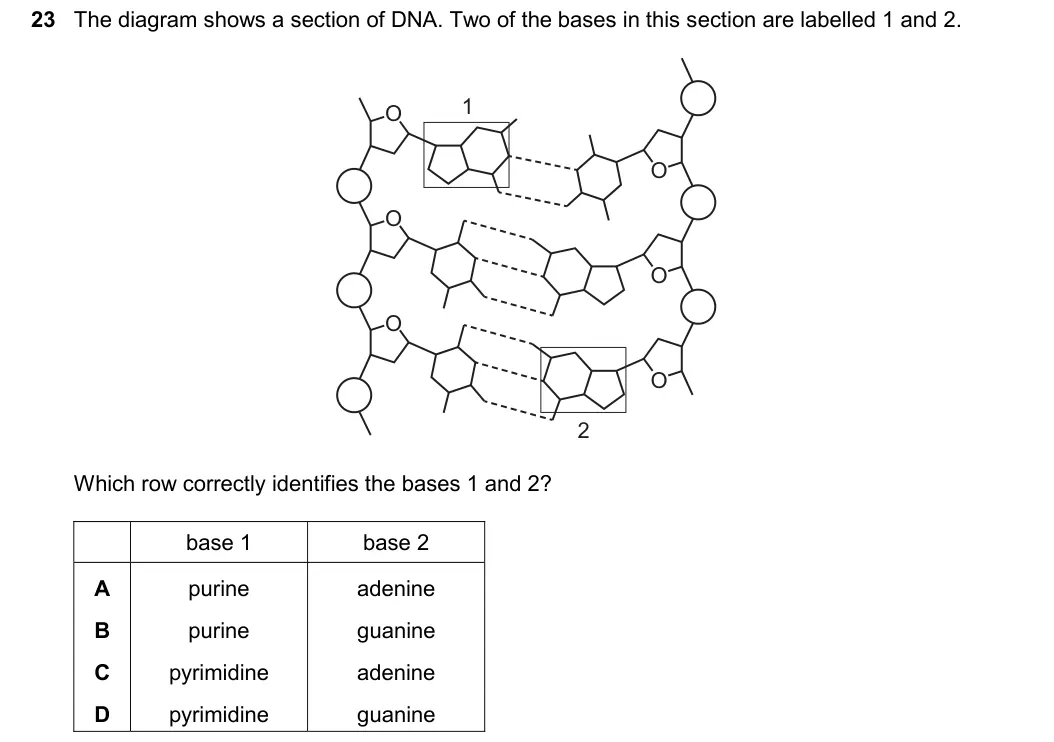 23 The diagram shows a section of DNA. Two of the bases in this section are labelled 1 and 2.
1
O
O
O
O
O
O
2
Which row correctly identifies the bases 1 and 2?
base 1 base 2
A purine adenine
B purine guanine
C pyrimidine adenine
D pyrimidine guanine